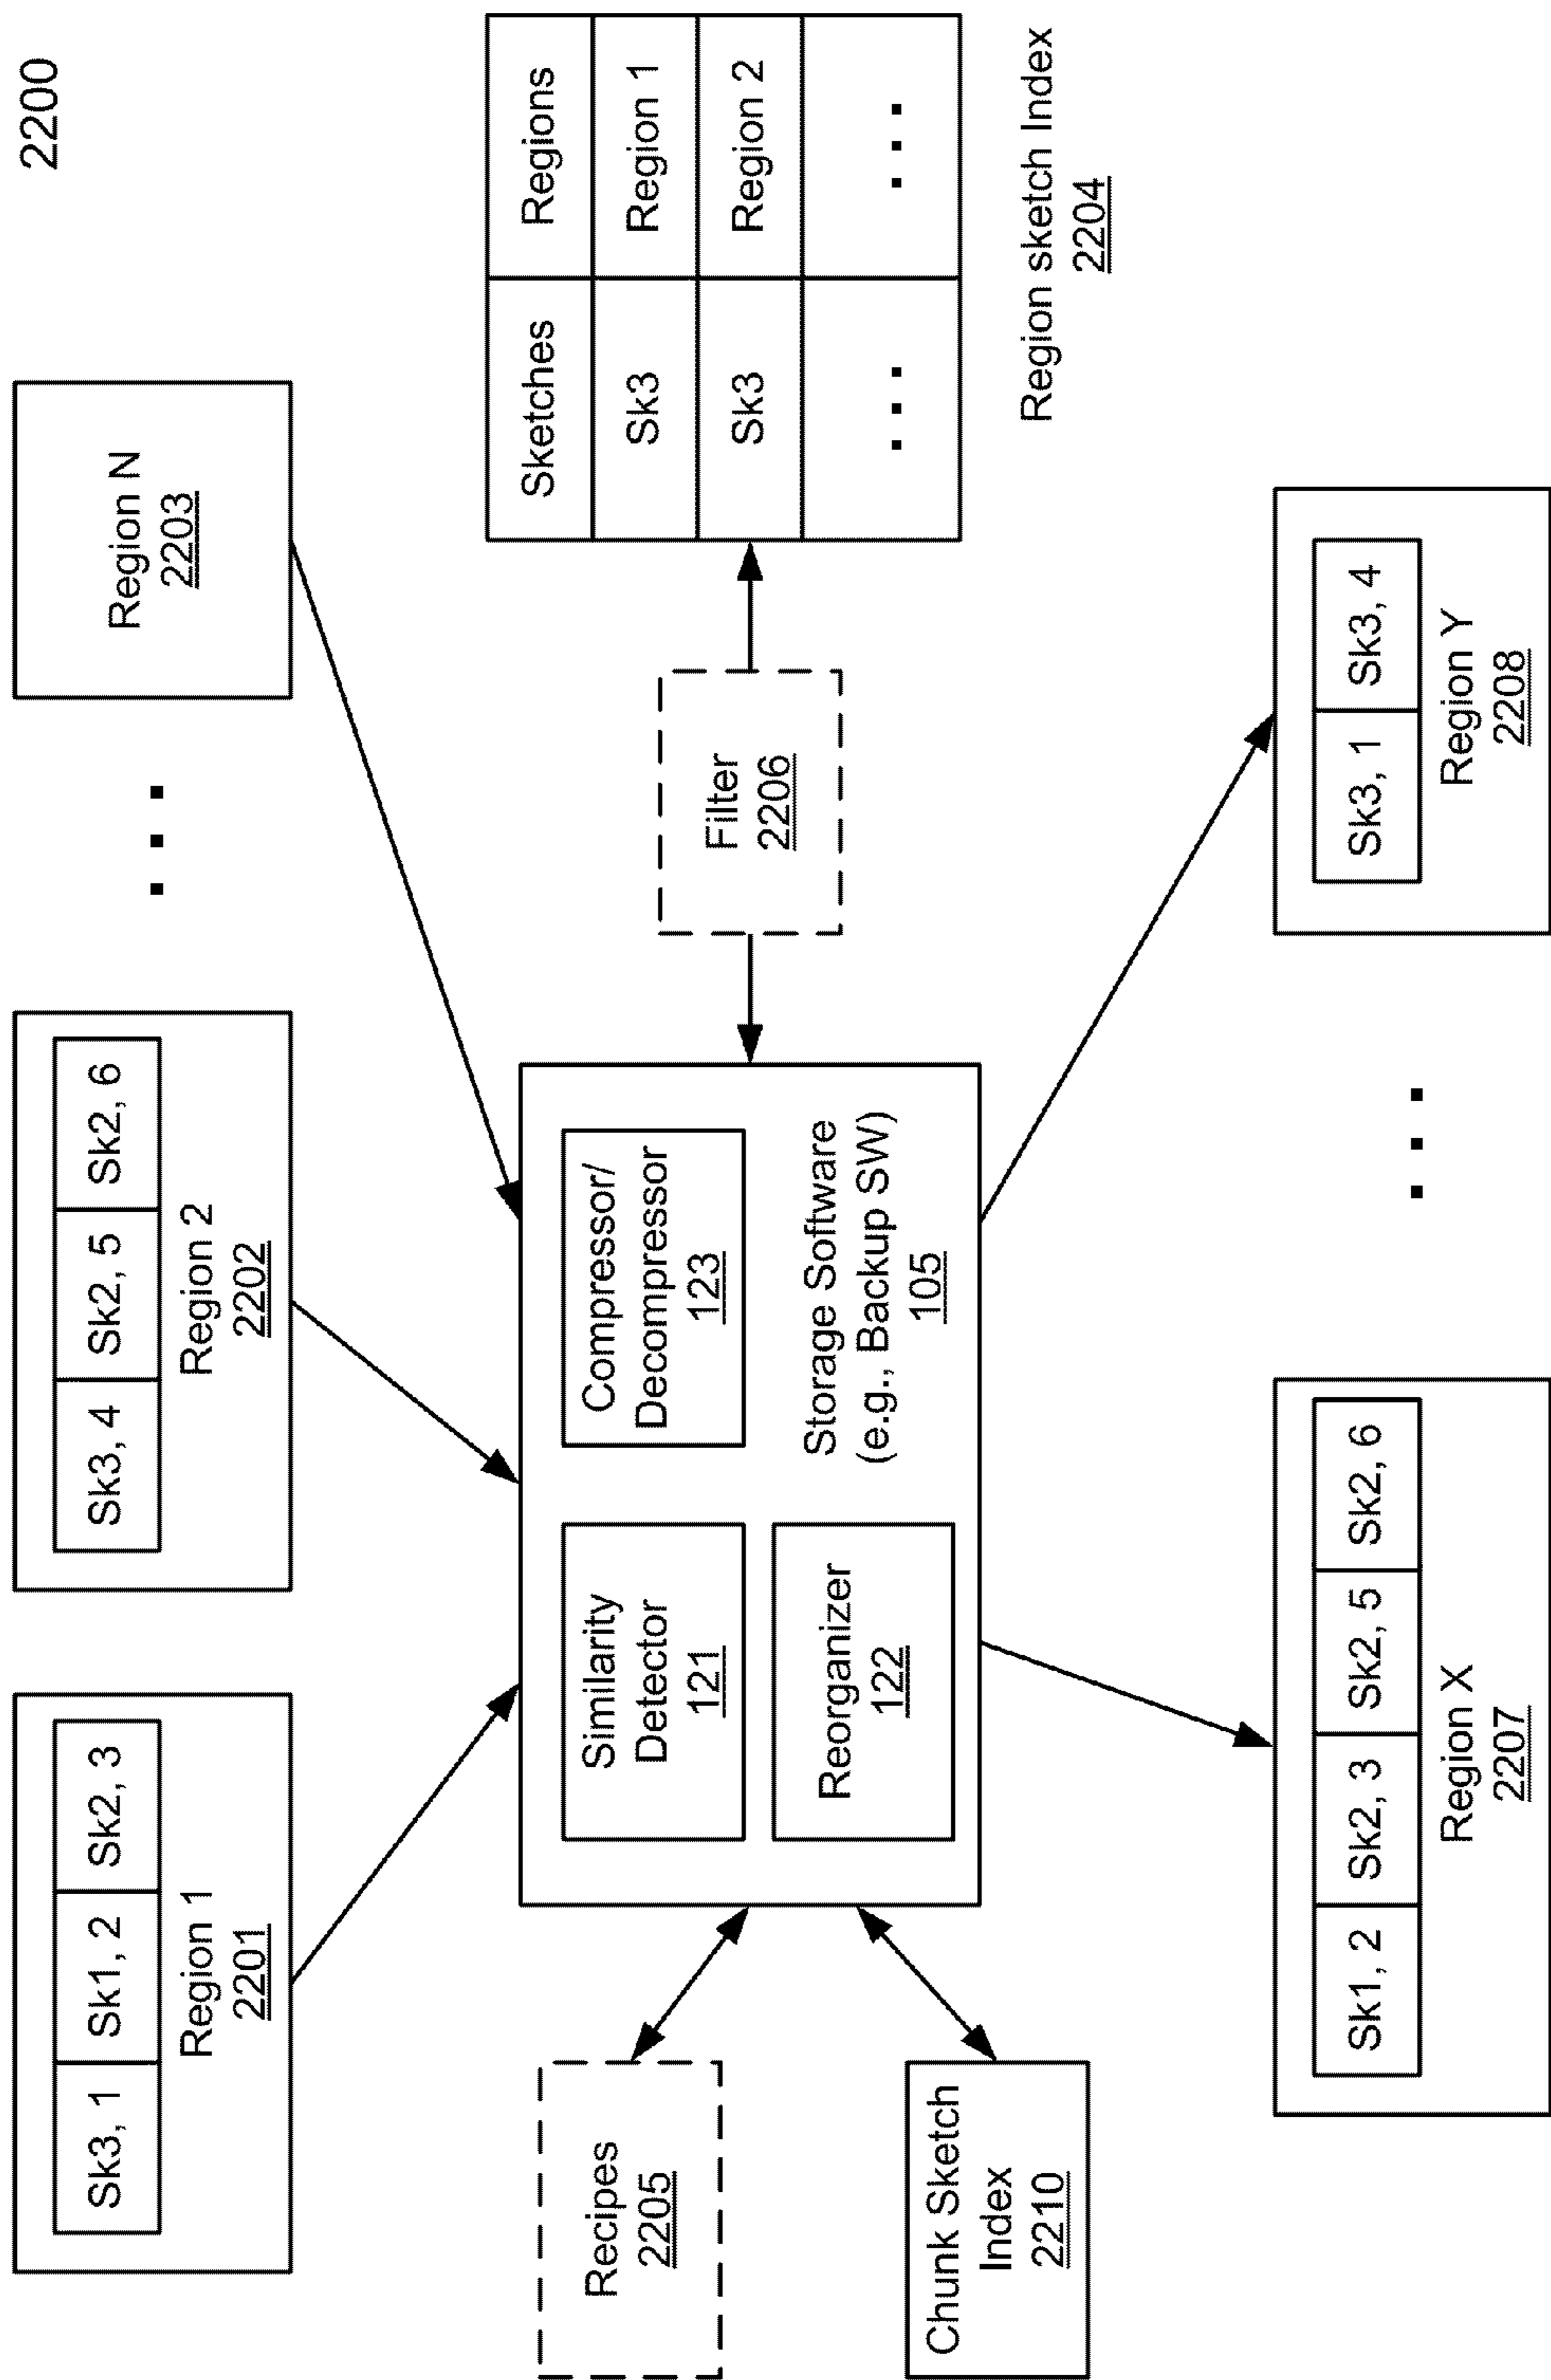 2200
Sk3, 1 Sk1, 2 Sk2, 3
Region 1
2201
Sk3, 4 Sk2, 5 Sk2, 6
Region 2
2202
. . .
Region N
2203
Recipes
2205
Chunk Sketch
Index
2210
Similarity
Detector
121
Compressor/
Decompressor
123
Reorganizer
122
Storage Software
(e.g., Backup SW)
105
Filter
2206
Sketches Regions
Sk3 Region 1
Sk3 Region 2
. . . . . .
Region sketch Index
2204
Sk1, 2 Sk2, 3 Sk2, 5 Sk2, 6
Region X
2207
. . .
Sk3, 1 Sk3, 4
Region Y
2208